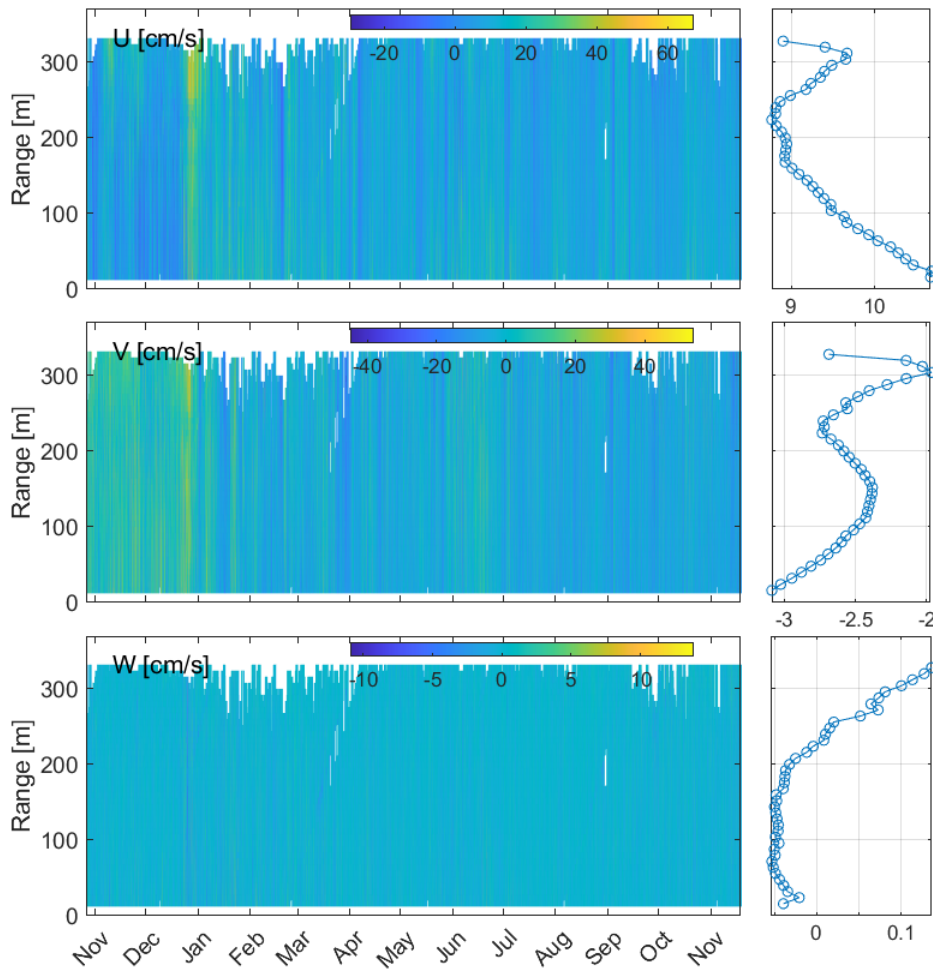 U [cm/s]
-20 0 20 40 60
300
200
100
0
Range [m]
9 10
V [cm/s]
-40 -20 0 20 40
300
200
100
0
Range [m]
-3 -2.5 -2
W [cm/s]
-10 -5 0 5 10
300
200
100
0
Range [m]
0 0.1
Nov Dec Jan Feb Mar Apr May Jun Jul Aug Sep Oct Nov